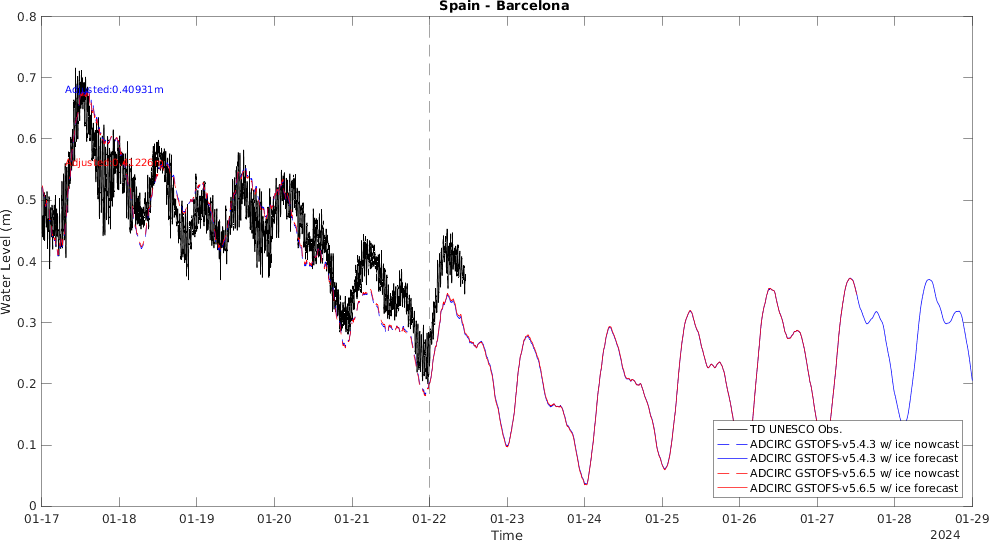 Spain - Barcelona
0.8
0.7
0.6
0.5
0.4
0.3
0.2
0.1
0
Water Level (m)
Adjusted:0.40931m
TD UNESCO Obs.
ADCIRC GSTOFS-v5.4.3 w/ ice nowcast
ADCIRC GSTOFS-v5.4.3 w/ ice forecast
ADCIRC GSTOFS-v5.6.5 w/ ice nowcast
ADCIRC GSTOFS-v5.6.5 w/ ice forecast
01-17 01-18 01-19 01-20 01-21 01-22 01-23 01-24 01-25 01-26 01-27 01-28 01-29
Time
2024